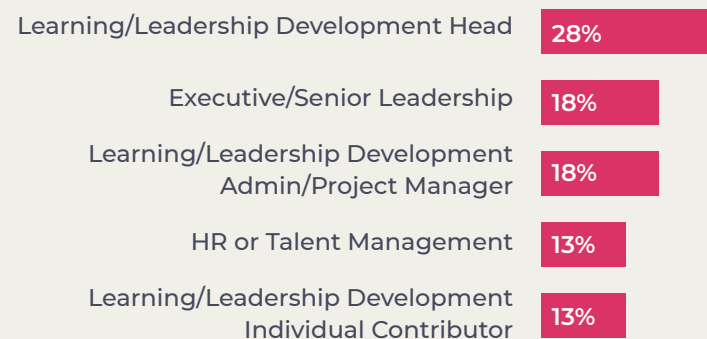 Learning/Leadership Development Head 28%
Executive/Senior Leadership 18%
Learning/Leadership Development
Admin/Project Manager 18%
HR or Talent Management 13%
Learning/Leadership Development
Individual Contributor 13%